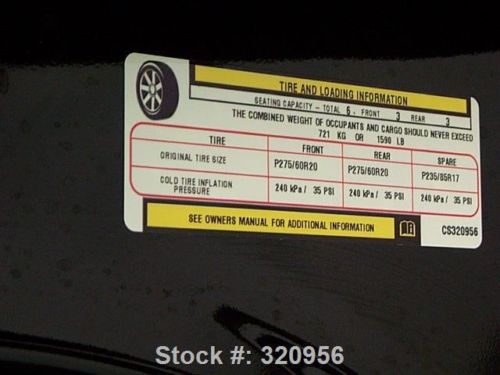 TIRE AND LOADING INFORMATION
SEATING CAPACITY - TOTAL 6 . FRONT 3 REAR 3
THE COMBINED WEIGHT OF OCCUPANTS AND CARGO SHOULD NEVER EXCEED
721 KG OR 1590 LB
TIRE FRONT REAR SPARE
ORIGINAL TIRE SIZE P275/60R20 P275/60R20 P235/85R17
COLD TIRE INFLATION
PRESSURE 240 kPa / 35 PSI 240 kPa / 35 PSI 240 kPa / 35 PSI
SEE OWNERS MANUAL FOR ADDITIONAL INFORMATION CS320956
Stock #: 320956